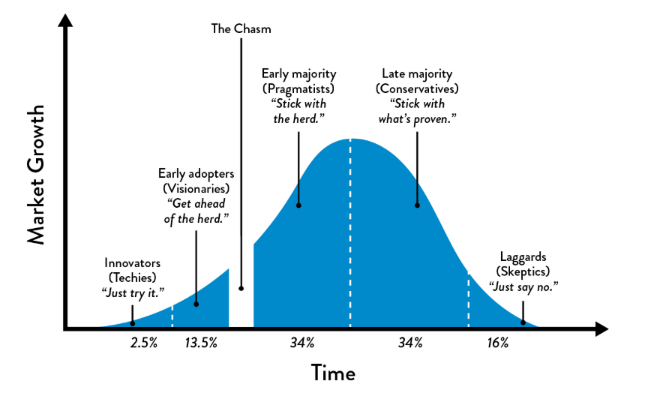 The Chasm
Early majority
(Pragmatists)
“Stick with
the herd.”
Late majority
(Conservatives)
“Stick with
what’s proven.”
Early adopters
(Visionaries)
“Get ahead
of the herd.”
Innovators
(Techies)
“Just try it.”
Laggards
(Skeptics)
“Just say no.”
Market Growth
2.5%
13.5%
34%
34%
16%
Time